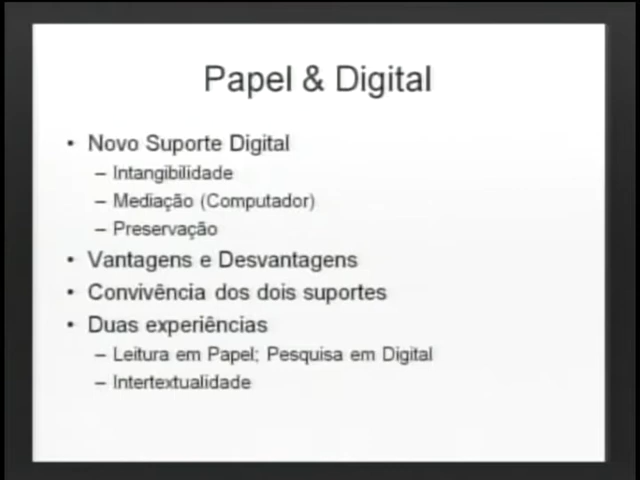 Papel & Digital
• Novo Suporte Digital
– Intangibilidade
– Mediação (Computador)
– Preservação
• Vantagens e Desvantagens
• Convivência dos dois suportes
• Duas experiências
– Leitura em Papel; Pesquisa em Digital
– Intertextualidade